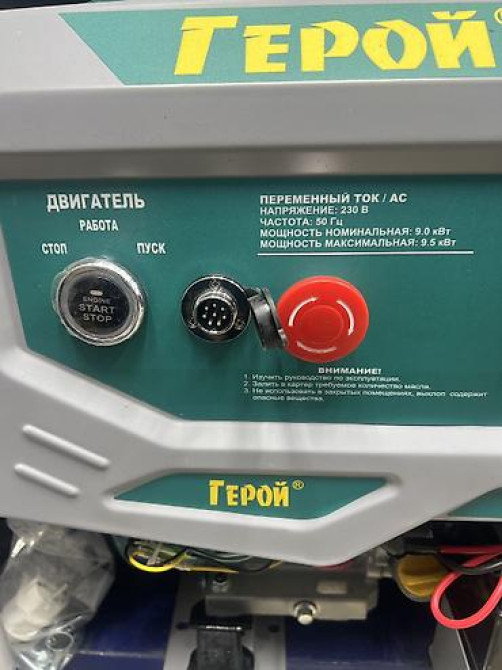 ГЕРОЙ®
ДВИГАТЕЛЬ
РАБОТА
СТОП
ПУСК
ENGINE
START
STOP
ПЕРЕМЕННЫЙ ТОК / AC
НАПРЯЖЕНИЕ: 230 В
ЧАСТОТА: 50 Гц
МОЩНОСТЬ НОМИНАЛЬНАЯ: 9.0 кВт
МОЩНОСТЬ МАКСИМАЛЬНАЯ: 9.5 кВт
ВНИМАНИЕ!
1. Изучить руководство по эксплуатации.
2. Залить в картер требуемое количество масла.
3. Не использовать в закрытых помещениях, выхлоп содержит
опасные вещества.
ГЕРОЙ®